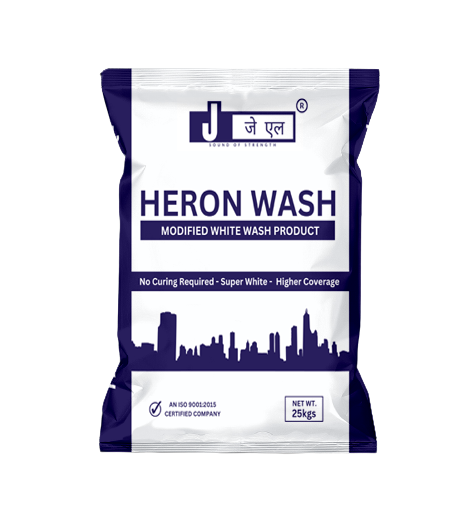 J जे एल ®
SOUND OF STRENGTH
HERON WASH
MODIFIED WHITE WASH PRODUCT
No Curing Required - Super White - Higher Coverage
AN ISO 9001:2015
CERTIFIED COMPANY
NET WT.
25kgs